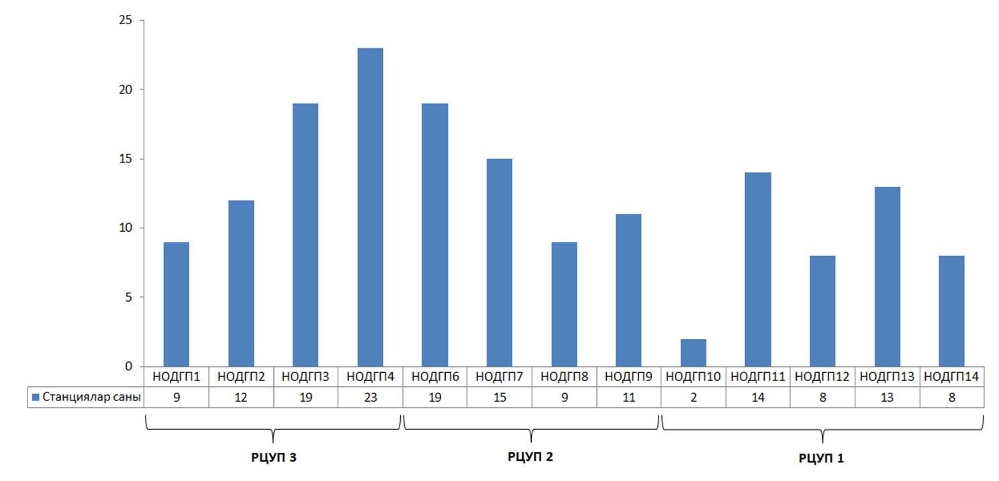 25
20
15
10
5
0
НОДГП1 НОДГП2 НОДГП3 НОДГП4 НОДГП6 НОДГП7 НОДГП8 НОДГП9 НОДГП10 НОДГП11 НОДГП12 НОДГП13 НОДГП14
Станциялар саны 9 12 19 23 19 15 9 11 2 14 8 13 8
РЦУП 3 РЦУП 2 РЦУП 1